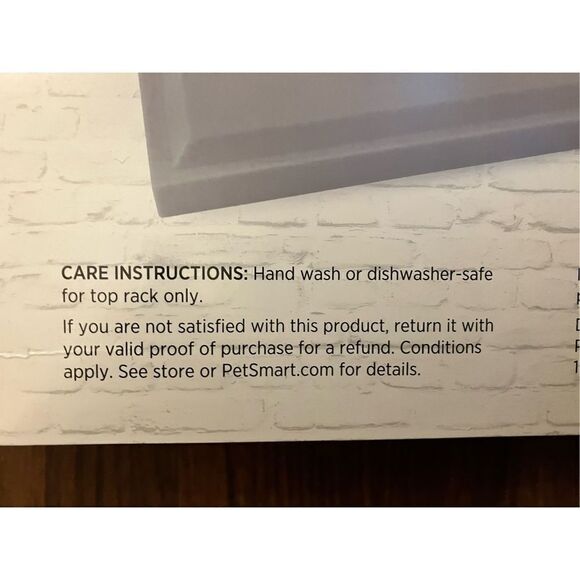 CARE INSTRUCTIONS: Hand wash or dishwasher-safe
for top rack only.
If you are not satisfied with this product, return it with
your valid proof of purchase for a refund. Conditions
apply. See store or PetSmart.com for details.